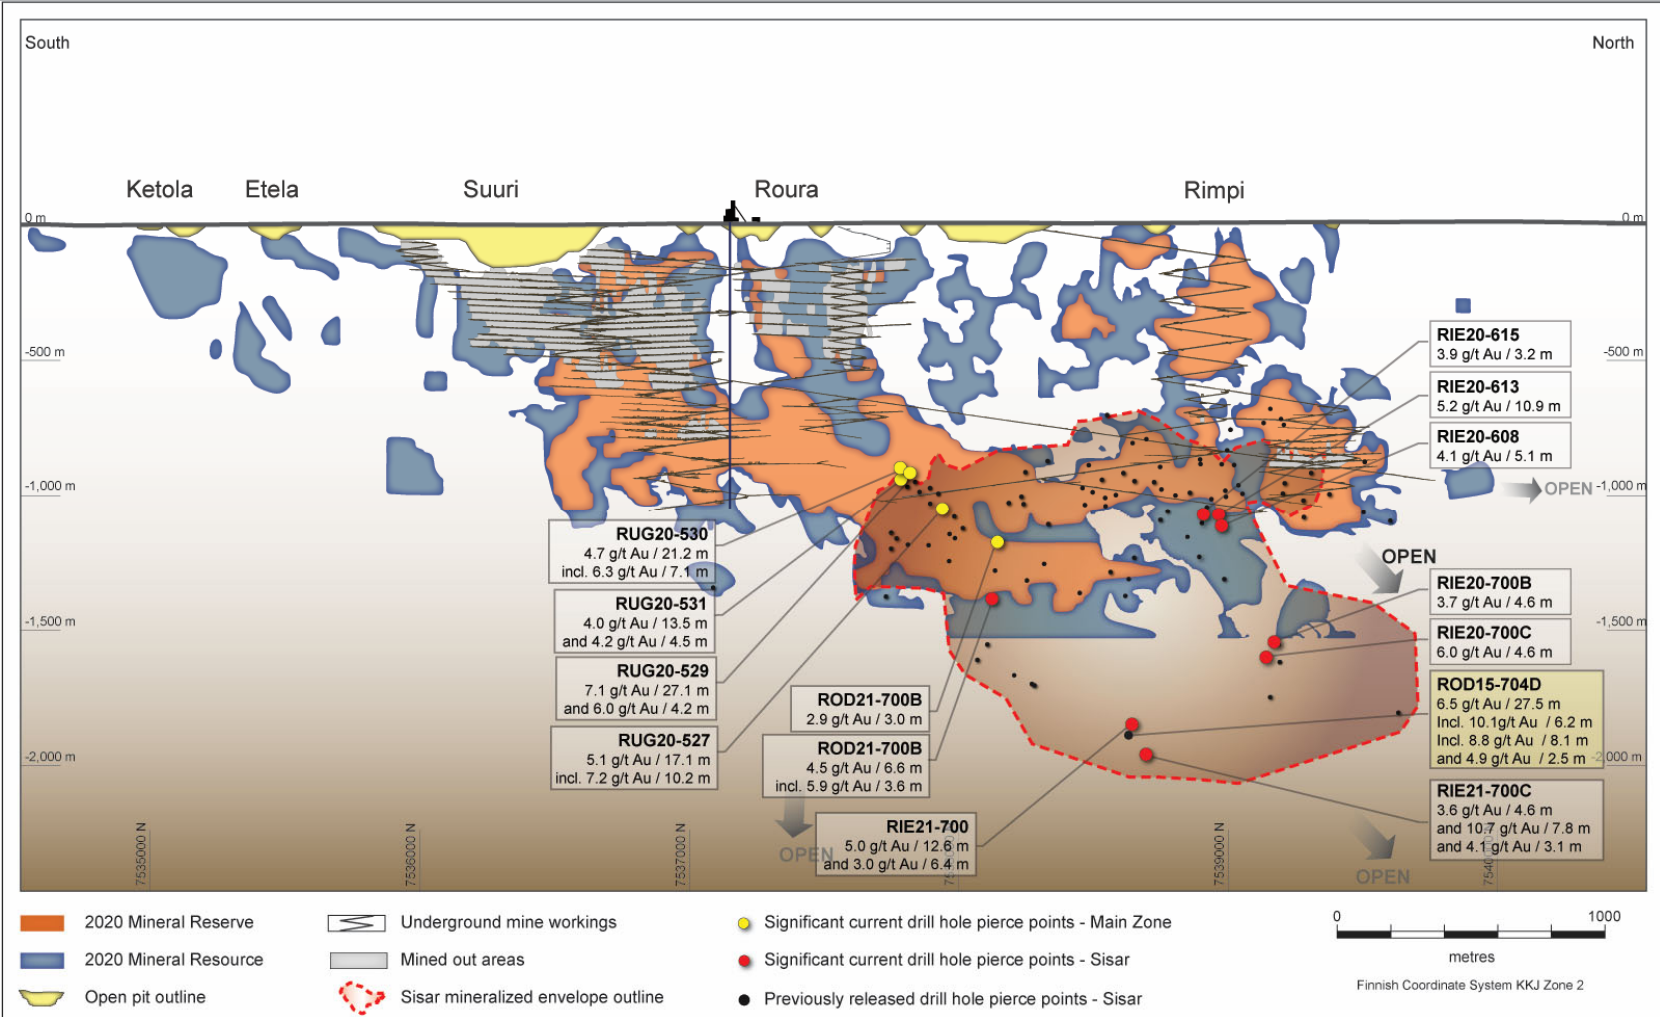 South
North
Ketola
Etela
Suuri
Roura
Rimpi
0 m
0 m
-500 m
-500 m
-1,000 m
-1,000 m
-1,500 m
-1,500 m
-2,000 m
-2,000 m
RIE20-615
3.9 g/t Au / 3.2 m
RIE20-613
5.2 g/t Au / 10.9 m
RIE20-608
4.1 g/t Au / 5.1 m
OPEN
OPEN
RUG20-530
4.7 g/t Au / 21.2 m
incl. 6.3 g/t Au / 7.1 m
RUG20-531
4.0 g/t Au / 13.5 m
and 4.2 g/t Au / 4.5 m
RUG20-529
7.1 g/t Au / 27.1 m
and 6.0 g/t Au / 4.2 m
RUG20-527
5.1 g/t Au / 17.1 m
incl. 7.2 g/t Au / 10.2 m
ROD21-700B
2.9 g/t Au / 3.0 m
ROD21-700B
4.5 g/t Au / 6.6 m
incl. 5.9 g/t Au / 3.6 m
RIE21-700
5.0 g/t Au / 12.6 m
and 3.0 g/t Au / 6.4 m
OPEN
RIE20-700B
3.7 g/t Au / 4.6 m
RIE20-700C
6.0 g/t Au / 4.6 m
ROD15-704D
6.5 g/t Au / 27.5 m
Incl. 10.1g/t Au / 6.2 m
Incl. 8.8 g/t Au / 8.1 m
and 4.9 g/t Au / 2.5 m
RIE21-700C
3.6 g/t Au / 4.6 m
and 10.7 g/t Au / 7.8 m
and 4.1 g/t Au / 3.1 m
OPEN
7535000 N
7536000 N
7537000 N
7539000 N
2020 Mineral Reserve
2020 Mineral Resource
Open pit outline
Underground mine workings
Mined out areas
Sisar mineralized envelope outline
Significant current drill hole pierce points - Main Zone
Significant current drill hole pierce points - Sisar
Previously released drill hole pierce points - Sisar
0 1000
metres
Finnish Coordinate System KKJ Zone 2